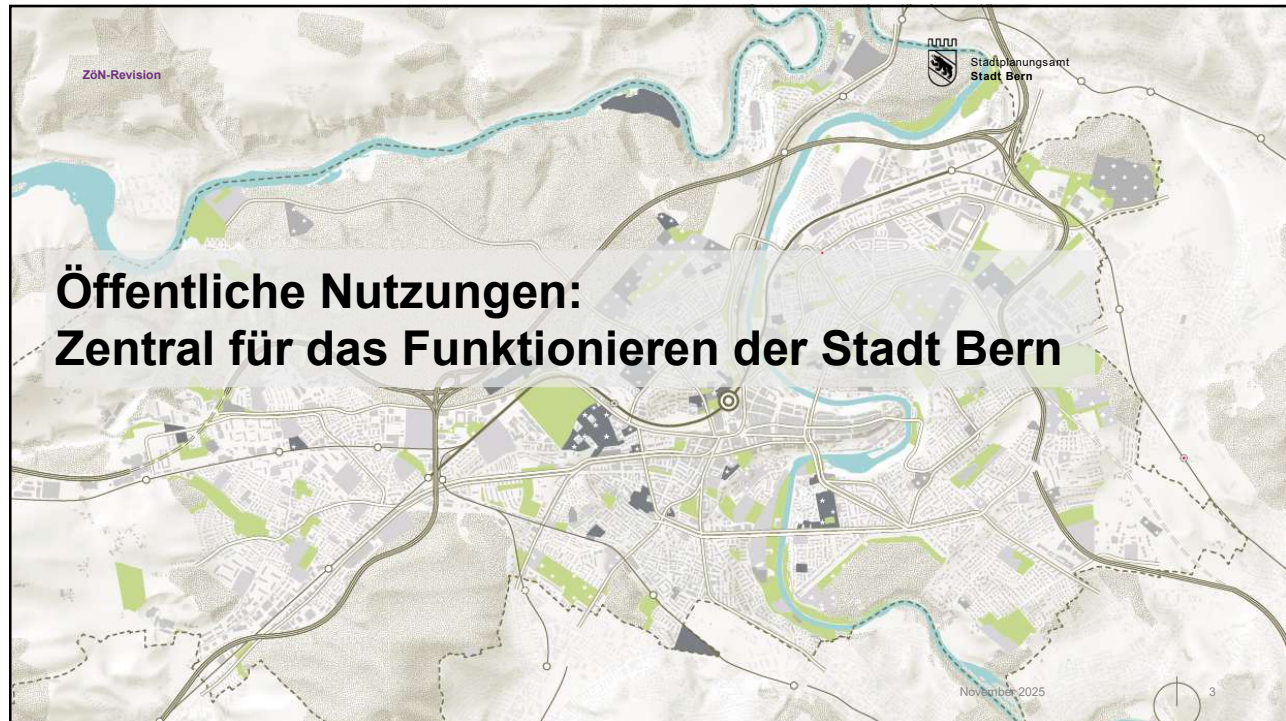 ZöN-Revision
Stadtplanungsamt
Stadt Bern
Öffentliche Nutzungen:
Zentral für das Funktionieren der Stadt Bern
November 2025
3